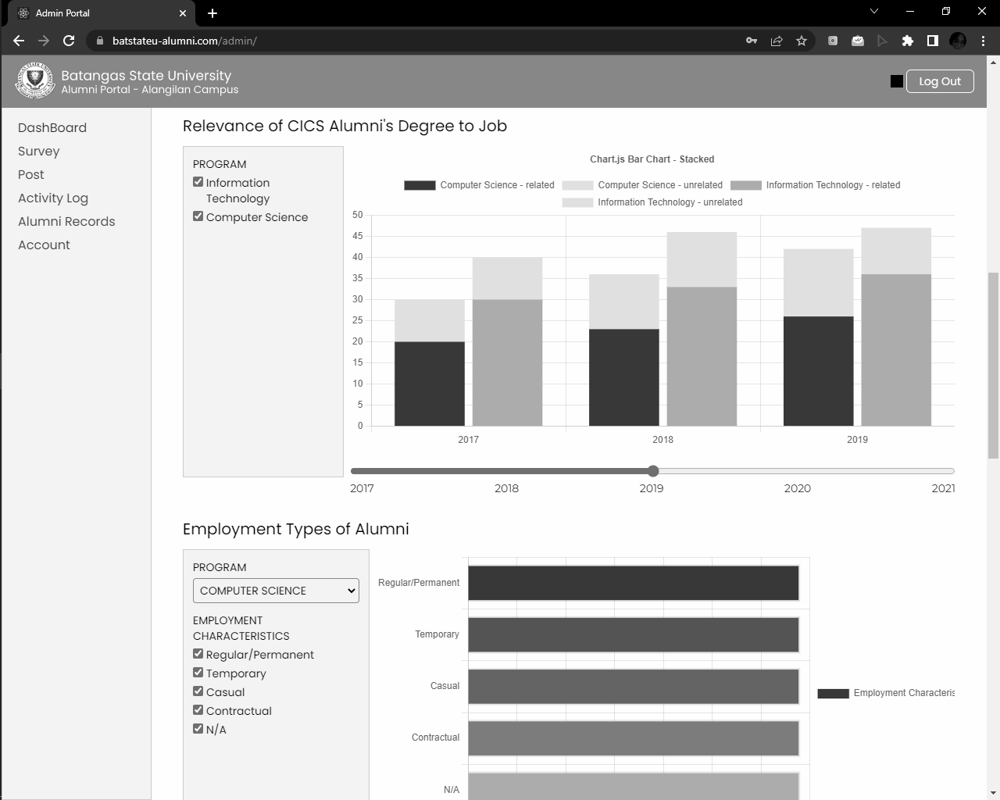 Admin Portal
batstateu-alumni.com/admin/
Batangas State University
Alumni Portal - Alangilan Campus
Log Out
DashBoard
Survey
Post
Activity Log
Alumni Records
Account
Relevance of CICS Alumni's Degree to Job
PROGRAM
Information
Technology
Computer Science
Chart.js Bar Chart - Stacked
Computer Science - related
Computer Science - unrelated
Information Technology - related
Information Technology - unrelated
50
45
40
35
30
25
20
15
10
5
0
2017
2018
2019
2017
2018
2019
2020
2021
Employment Types of Alumni
PROGRAM
COMPUTER SCIENCE
EMPLOYMENT
CHARACTERISTICS
Regular/Permanent
Temporary
Casual
Contractual
N/A
Regular/Permanent
Temporary
Casual
Contractual
N/A
Employment Characteris